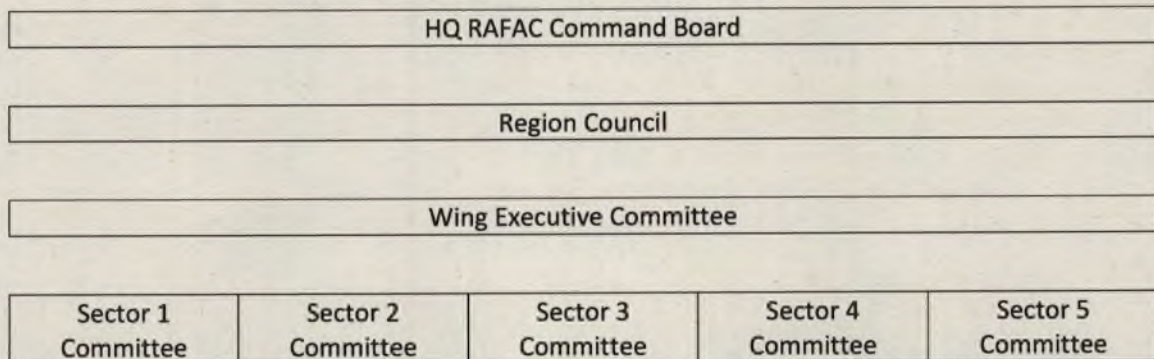 HQ RAFAC Command Board
Region Council
Wing Executive Committee
Sector 1 Committee
Sector 2 Committee
Sector 3 Committee
Sector 4 Committee
Sector 5 Committee